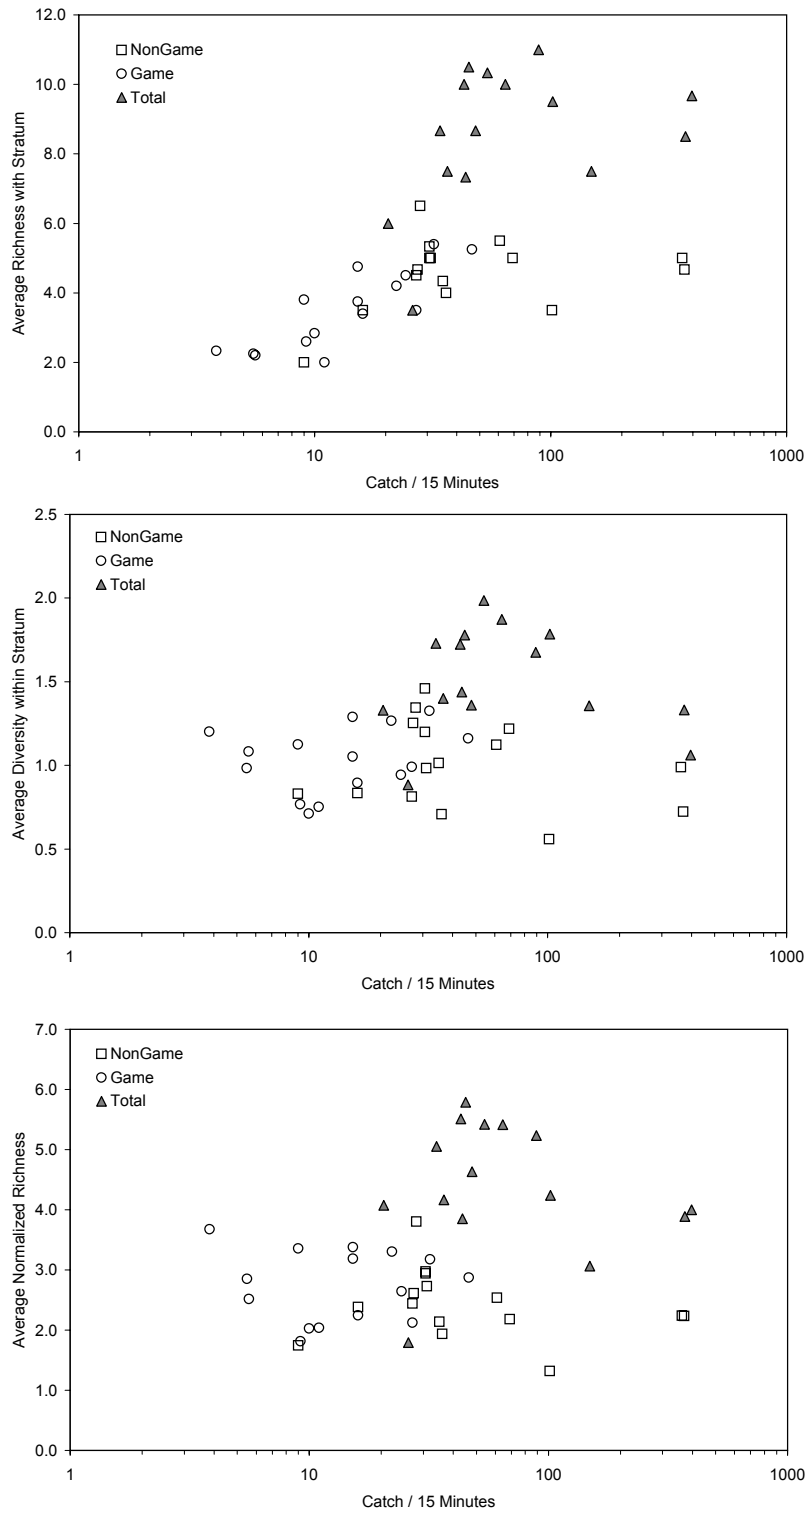 12.0
10.0
8.0
6.0
4.0
2.0
0.0
Average Richness with Stratum
NonGame
Game
Total
1 10 100 1000
Catch / 15 Minutes
2.5
2.0
1.5
1.0
0.5
0.0
Average Diversity within Stratum
NonGame
Game
Total
1 10 100 1000
Catch / 15 Minutes
7.0
6.0
5.0
4.0
3.0
2.0
1.0
0.0
Average Normalized Richness
NonGame
Game
Total
1 10 100 1000
Catch / 15 Minutes